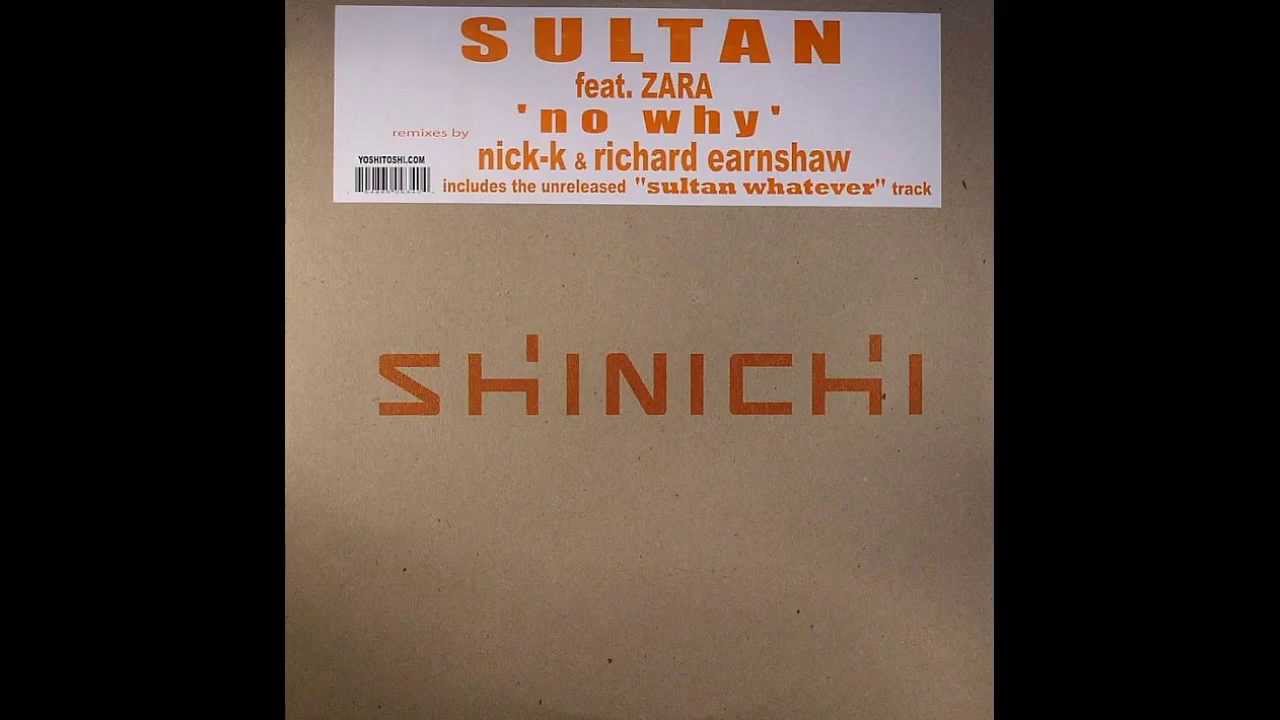 SULTAN
feat. ZARA
'no why'
remixes by
nick-k & richard earnshaw
YOSHITOSHI.COM
includes the unreleased "sultan whatever" track
SHINICHI